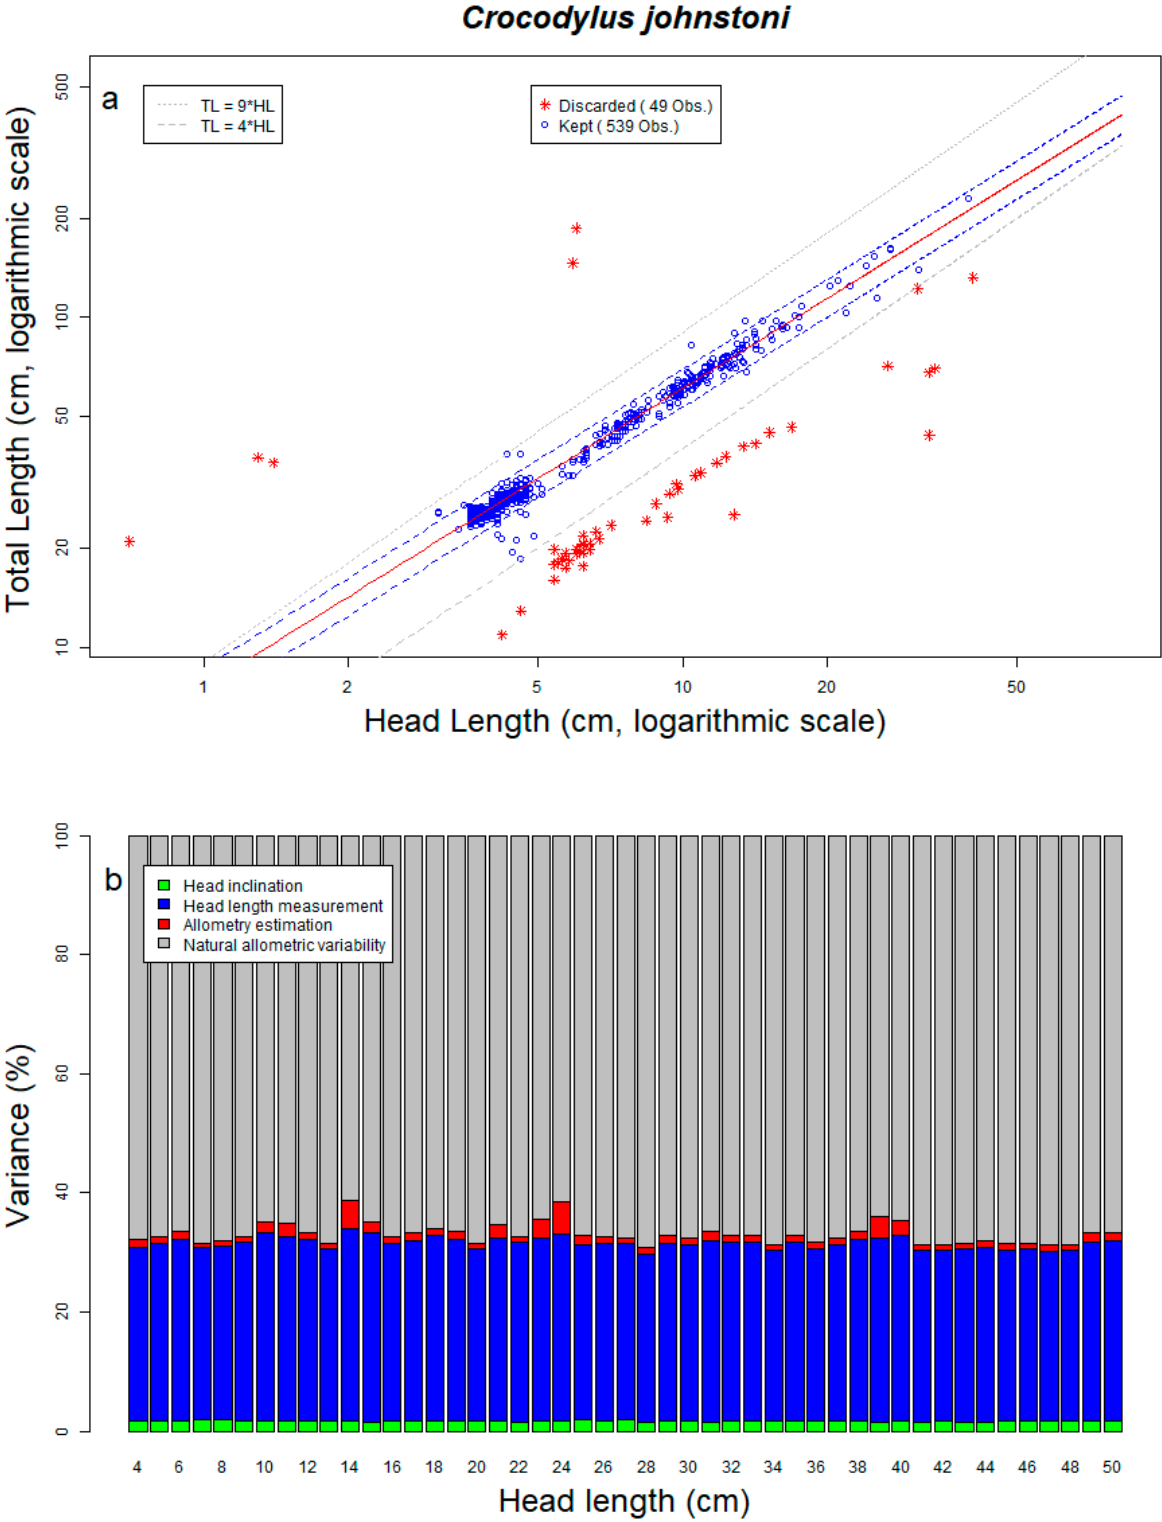 Crocodylus johnstoni
a
TL = 9*HL
TL = 4*HL
Discarded ( 49 Obs.)
Kept ( 539 Obs.)
Total Length (cm, logarithmic scale)
500
200
100
50
20
10
1 2 5 10 20 50
Head Length (cm, logarithmic scale)
b
Head inclination
Head length measurement
Allometry estimation
Natural allometric variability
Variance (%)
100
80
60
40
20
0
4 6 8 10 12 14 16 18 20 22 24 26 28 30 32 34 36 38 40 42 44 46 48 50
Head length (cm)